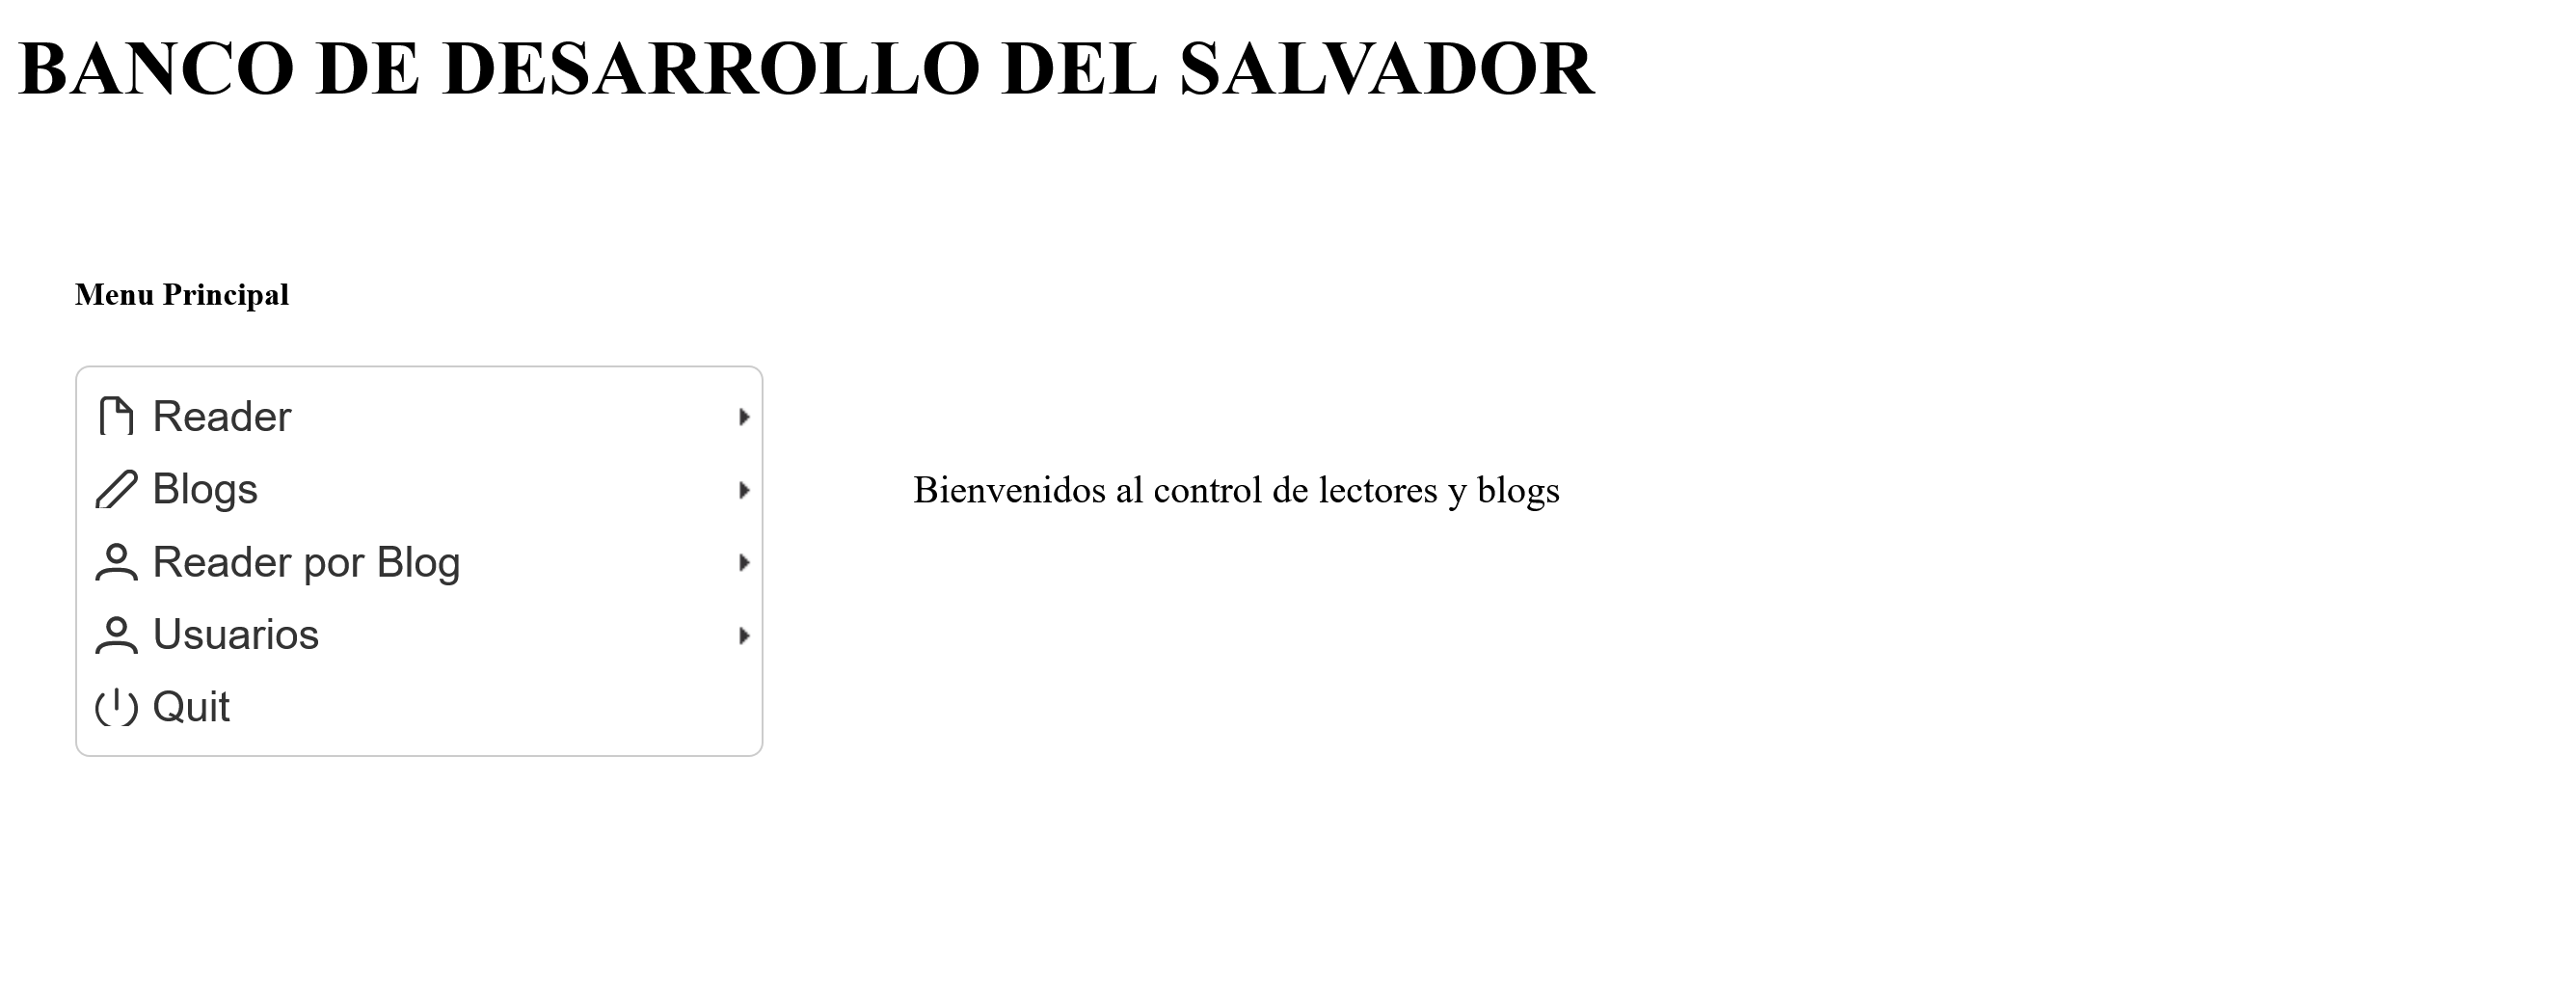 BANCO DE DESARROLLO DEL SALVADOR
Menu Principal
Reader
Blogs
Reader por Blog
Usuarios
Quit
Bienvenidos al control de lectores y blogs